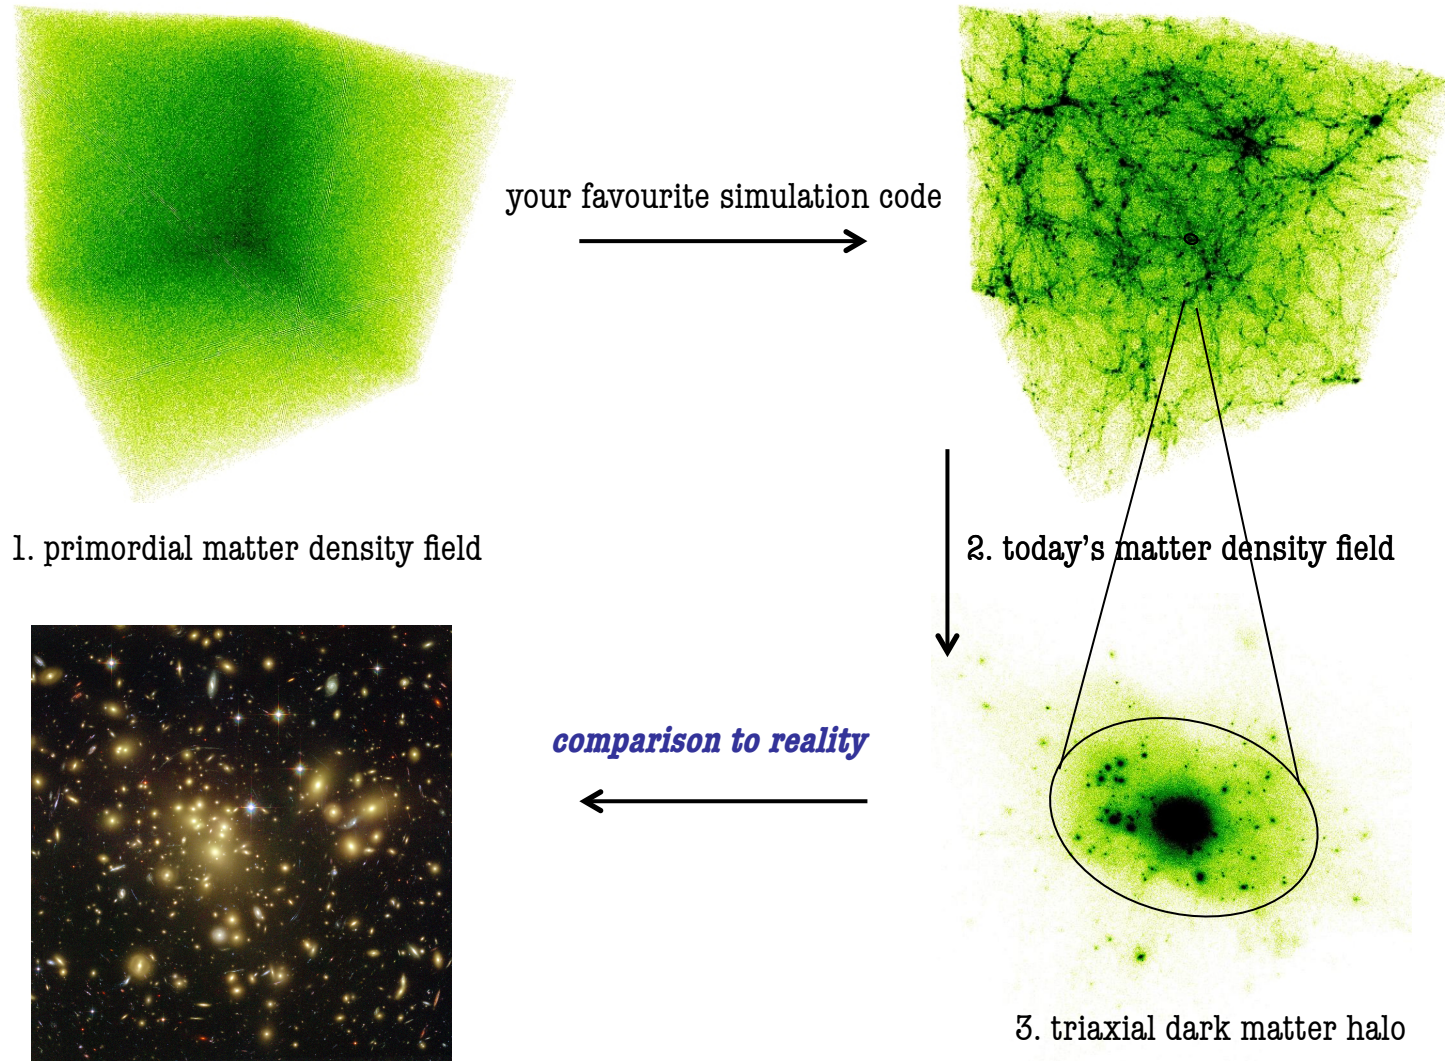 your favourite simulation code
1. primordial matter density field
2. today's matter density field
comparison to reality
3. triaxial dark matter halo